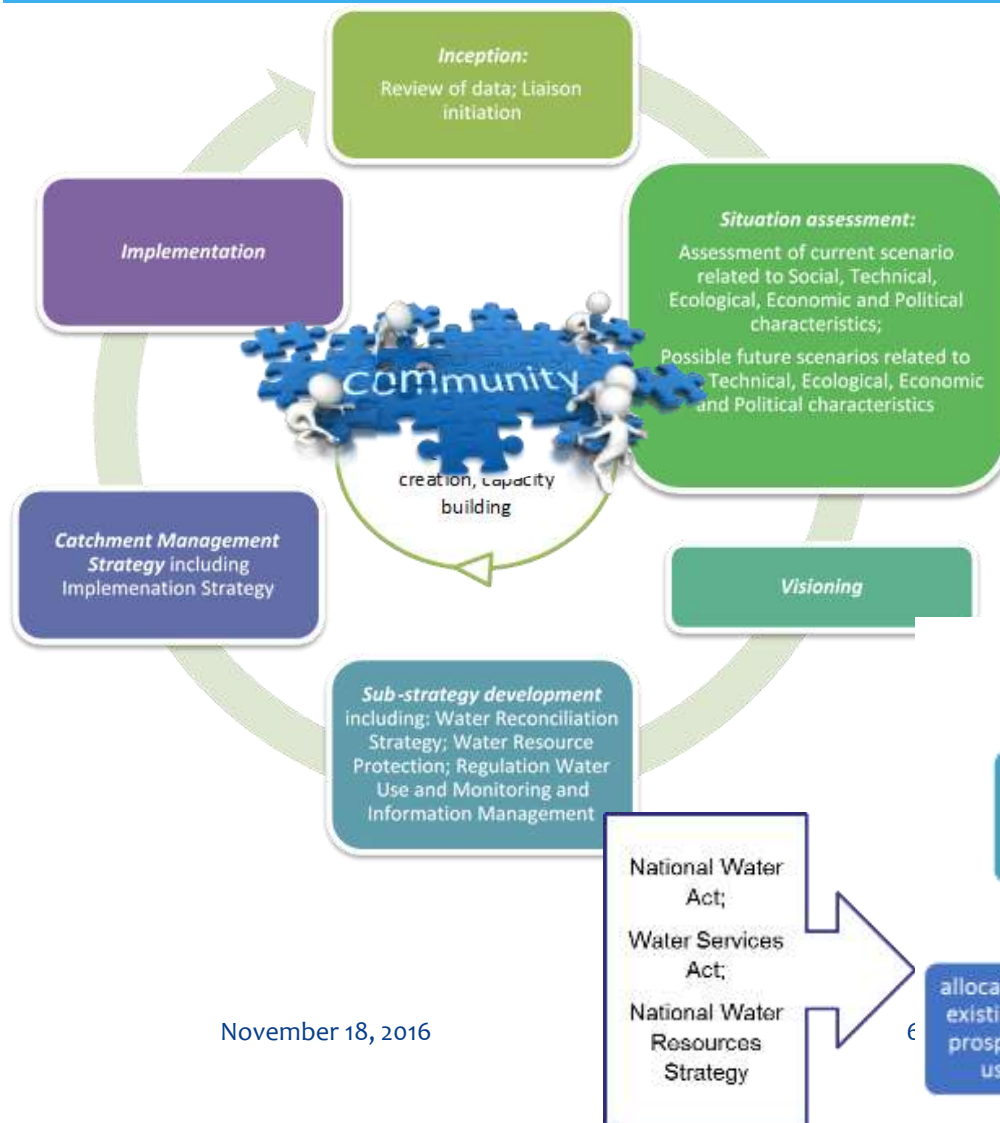 Inception:
Review of data; Liaison
initiation
Situation assessment:
Assessment of current scenario
related to Social, Technical,
Ecological, Economic and Political
characteristics;
Possible future scenarios related to
Technical, Ecological, Economic
and Political characteristics
Visioning
Sub-strategy development
including: Water Reconciliation
Strategy; Water Resource
Protection; Regulation Water
Use and Monitoring and
Information Management
Catchment Management
Strategy including
Implemenation Strategy
Implementation
community
creation, capacity
building
National Water
Act;
Water Services
Act;
National Water
Resources
Strategy
November 18, 2016
6